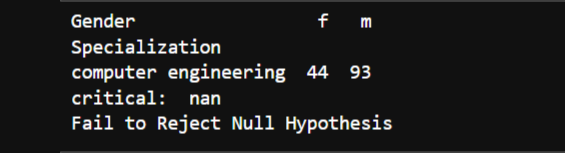 Gender f m
Specialization
computer engineering 44 93
critical: nan
Fail to Reject Null Hypothesis